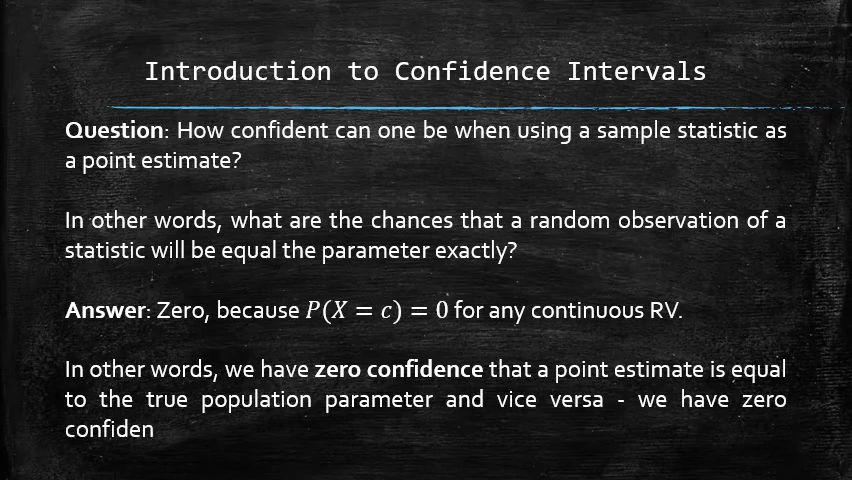 Introduction to Confidence Intervals
Question: How confident can one be when using a sample statistic as
a point estimate?
In other words, what are the chances that a random observation of a
statistic will be equal the parameter exactly?
Answer: Zero, because P(X = c) = 0 for any continuous RV.
In other words, we have zero confidence that a point estimate is equal
to the true population parameter and vice versa - we have zero
confiden